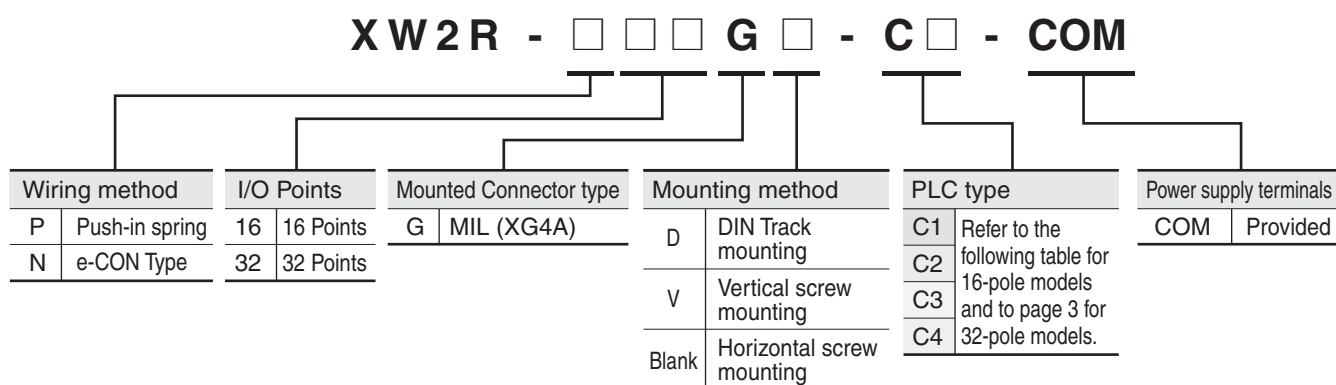 XW2R - □□□G□ - C□ - COM
Wiring method
P Push-in spring
N e-CON Type
I/O Points
16 16 Points
32 32 Points
Mounted Connector type
G MIL (XG4A)
Mounting method
D DIN Track
mounting
V Vertical screw
mounting
Blank Horizontal screw
mounting
PLC type
C1
C2
C3
C4
Refer to the
following table for
16-pole models
and to page 3 for
32-pole models.
Power supply terminals
COM Provided